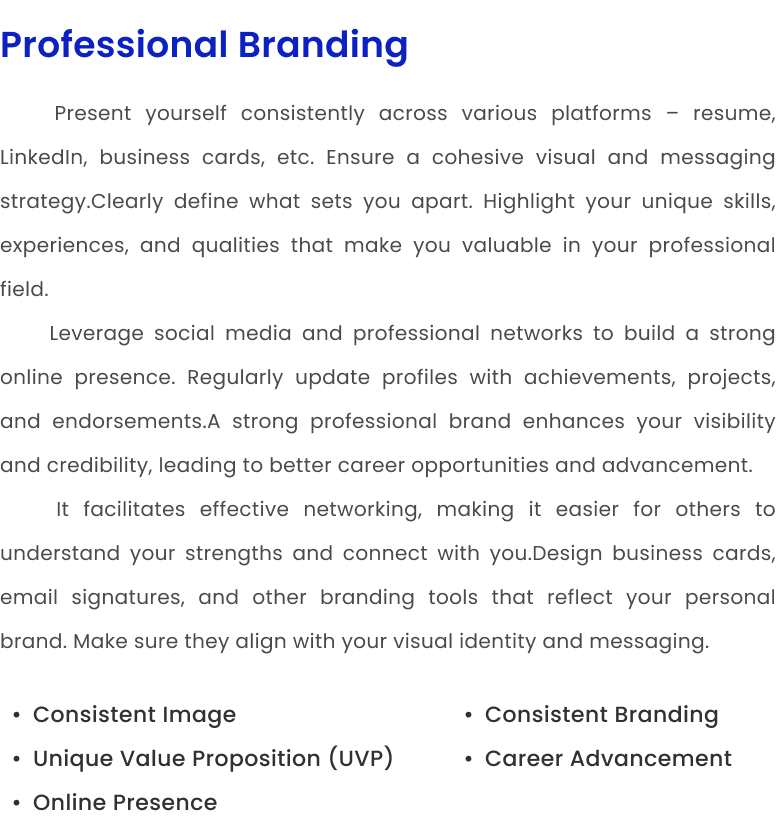 Professional Branding
Present yourself consistently across various platforms – resume,
LinkedIn, business cards, etc. Ensure a cohesive visual and messaging
strategy.Clearly define what sets you apart. Highlight your unique skills,
experiences, and qualities that make you valuable in your professional
field.
Leverage social media and professional networks to build a strong
online presence. Regularly update profiles with achievements, projects,
and endorsements.A strong professional brand enhances your visibility
and credibility, leading to better career opportunities and advancement.
It facilitates effective networking, making it easier for others to
understand your strengths and connect with you.Design business cards,
email signatures, and other branding tools that reflect your personal
brand. Make sure they align with your visual identity and messaging.
• Consistent Image
• Unique Value Proposition (UVP)
• Online Presence
• Consistent Branding
• Career Advancement